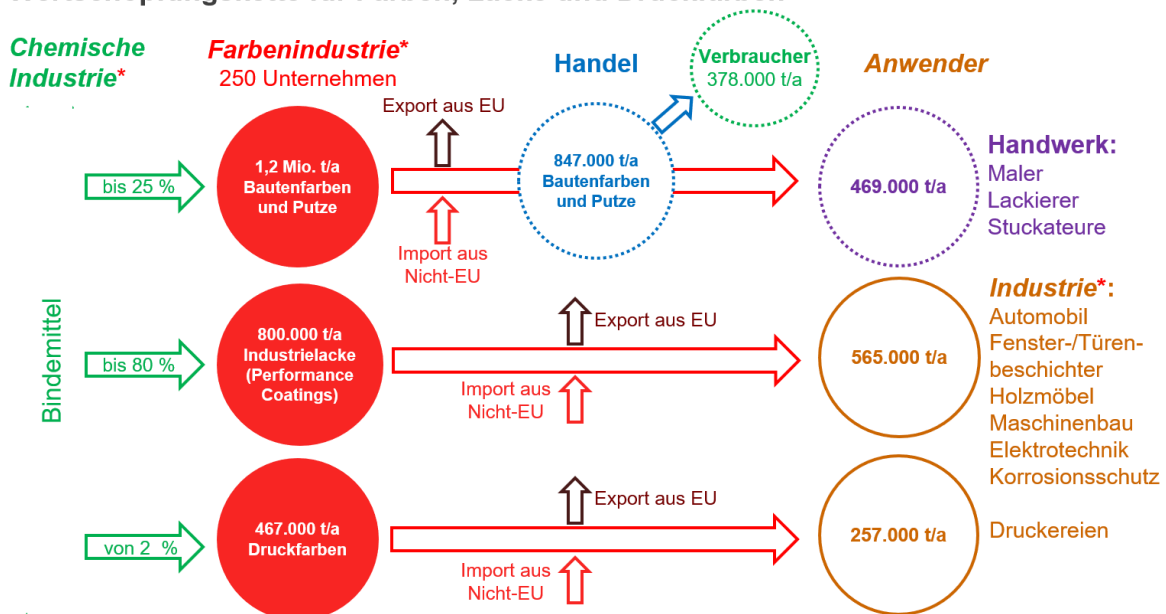 Chemische
Industrie*
Farbenindustrie*
250 Unternehmen
Handel
Verbraucher
378.000 t/a
Anwender
Export aus EU
bis 25 %
1,2 Mio. t/a
Bautenfarben
und Putze
847.000 t/a
Bautenfarben
und Putze
469.000 t/a
Handwerk:
Maler
Lackierer
Stuckateure
Import aus
Nicht-EU
Bindemittel
bis 80 %
800.000 t/a
Industrielacke
(Performance
Coatings)
Export aus EU
Import aus
Nicht-EU
565.000 t/a
Industrie*:
Automobil
Fenster-/Türen-
beschichter
Holzmöbel
Maschinenbau
Elektrotechnik
Korrosionsschutz
von 2 %
467.000 t/a
Druckfarben
Export aus EU
Import aus
Nicht-EU
257.000 t/a
Druckereien